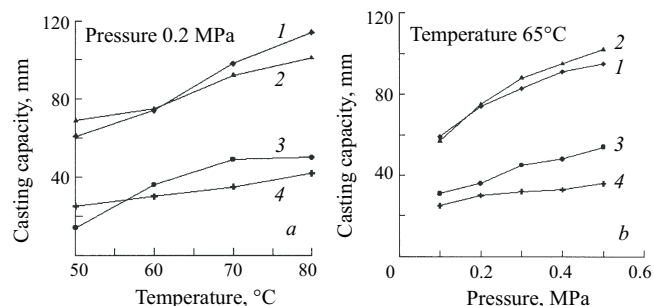 120
Pressure 0.2 MPa
1
2
80
3
40
4
a
50 60 70 80
Temperature, °C
Casting capacity, mm
120
Temperature 65°C
2
1
80
3
40
4
b
0 0.2 0.4 0.6
Pressure, MPa
Casting capacity, mm